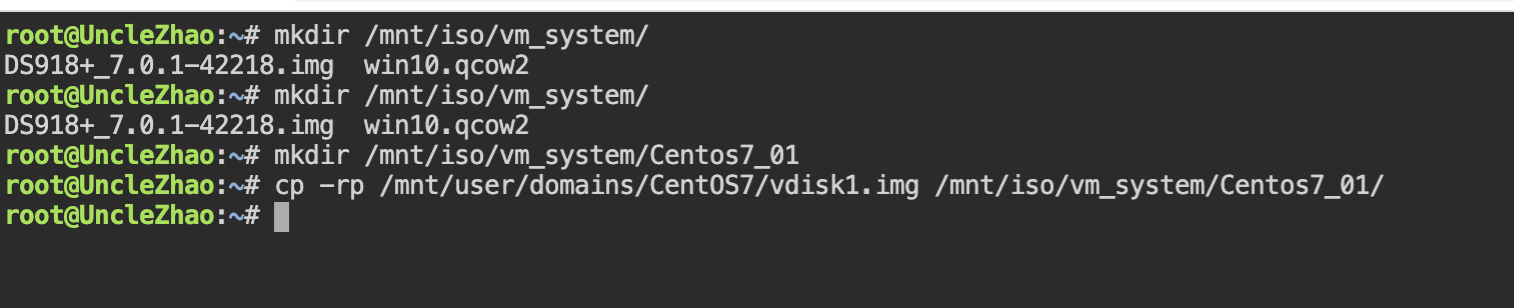 root@UncleZhao:~# mkdir /mnt/iso/vm_system/
DS918+_7.0.1-42218.img  win10.qcow2
root@UncleZhao:~# mkdir /mnt/iso/vm_system/
DS918+_7.0.1-42218.img  win10.qcow2
root@UncleZhao:~# mkdir /mnt/iso/vm_system/Centos7_01
root@UncleZhao:~# cp -rp /mnt/user/domains/CentOS7/vdisk1.img /mnt/iso/vm_system/Centos7_01/
root@UncleZhao:~#